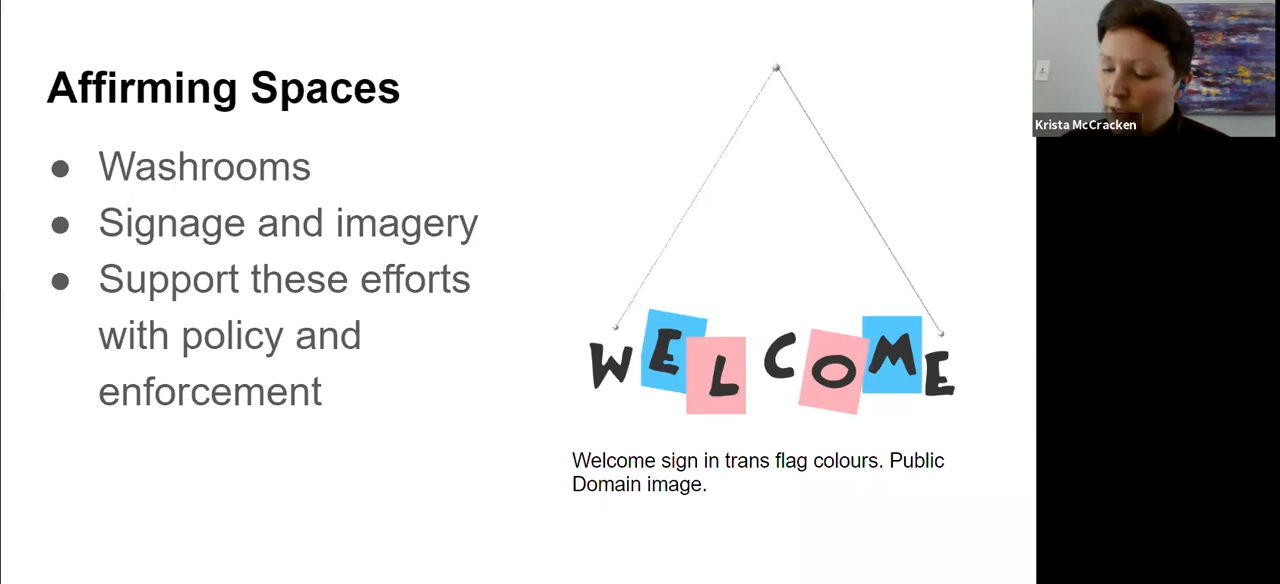 Affirming Spaces
● Washrooms
● Signage and imagery
● Support these efforts
with policy and
enforcement
WELCOME
Welcome sign in trans flag colours. Public
Domain image.
Krista McCracken